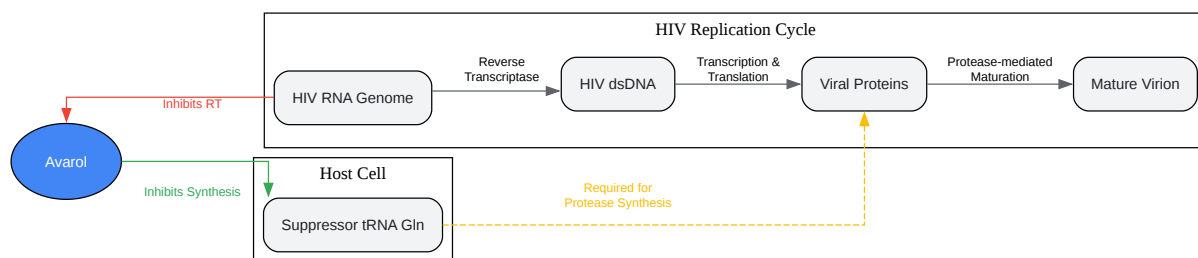 HIV Replication Cycle
Reverse
Transcriptase
Transcription &
Translation
Protease-mediated
Maturation
HIV RNA Genome
HIV dsDNA
Viral Proteins
Mature Virion
Inhibits RT
Avarol
Host Cell
Inhibits Synthesis
Required for
Protease Synthesis
Suppressor tRNA Gln